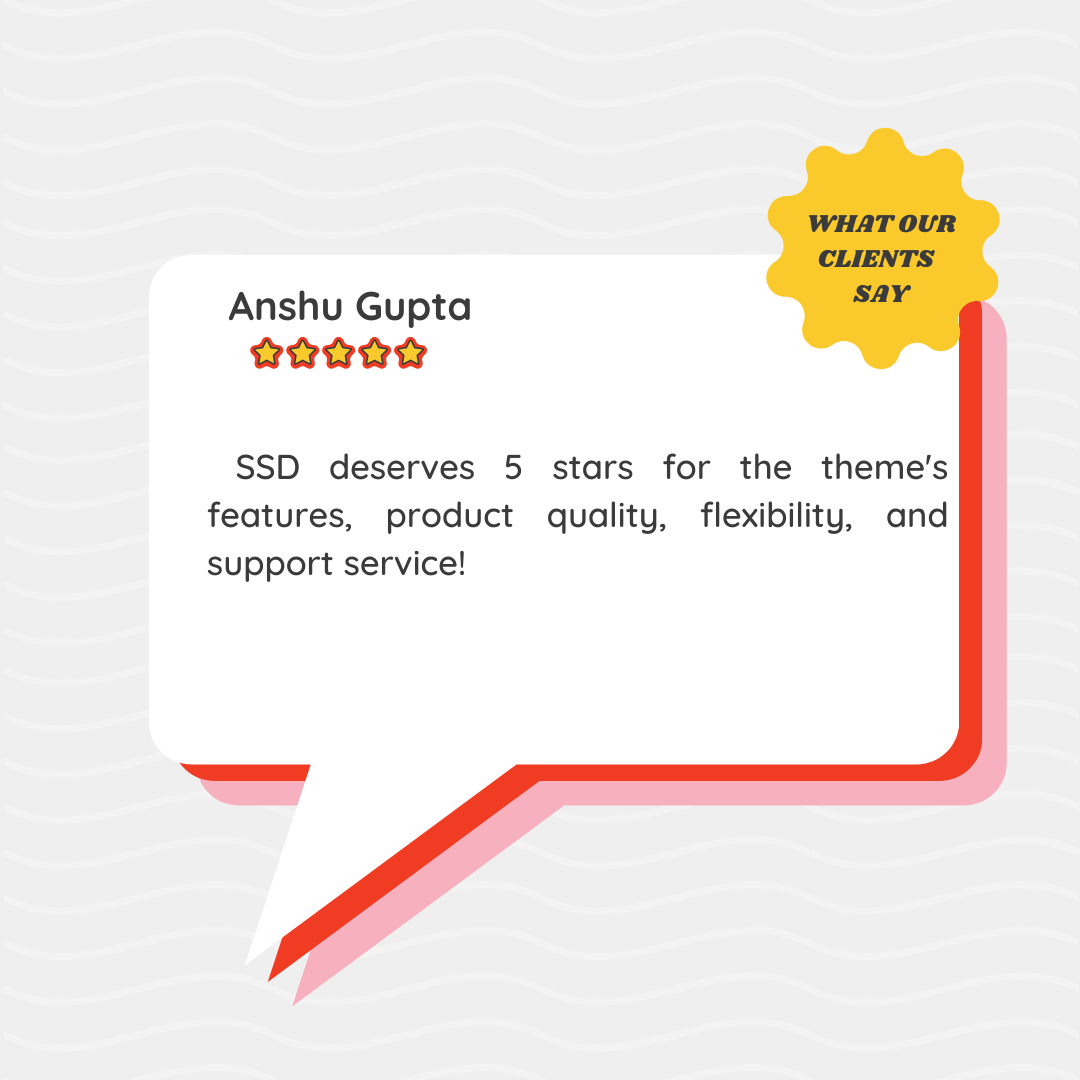 WHAT OUR
CLIENTS
SAY
Anshu Gupta
SSD deserves 5 stars for the theme's
features, product quality, flexibility, and
support service!